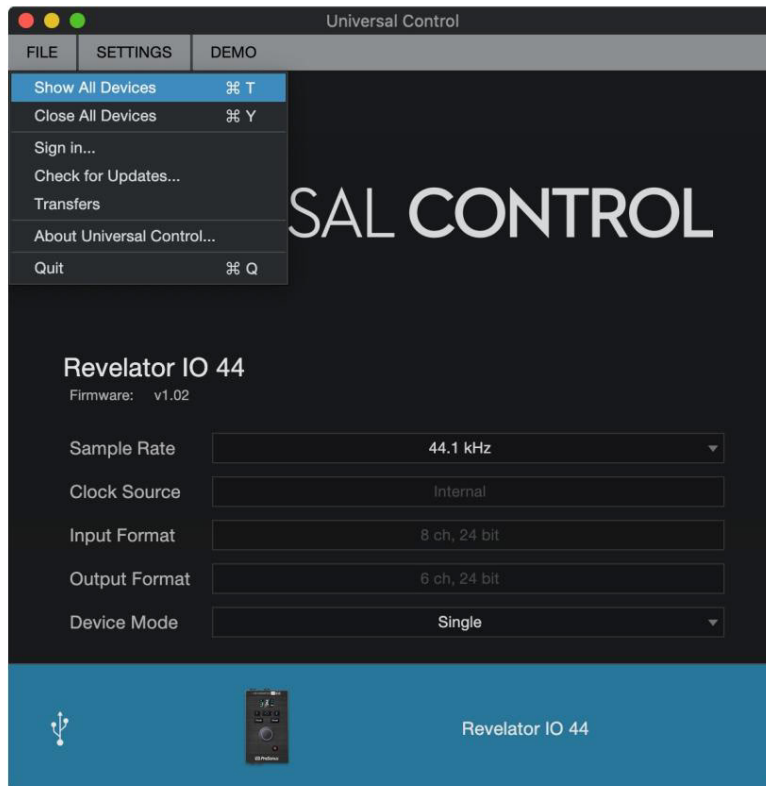 Universal Control
FILE SETTINGS DEMO
Show All Devices ⌘ T
Close All Devices ⌘ Y
Sign in...
Check for Updates...
Transfers
About Universal Control...
Quit ⌘ Q
SAL CONTROL
Revelator IO 44
Firmware: v1.02
Sample Rate 44.1 kHz
Clock Source Internal
Input Format 8 ch, 24 bit
Output Format 6 ch, 24 bit
Device Mode Single
PreSonus
Revelator IO 44